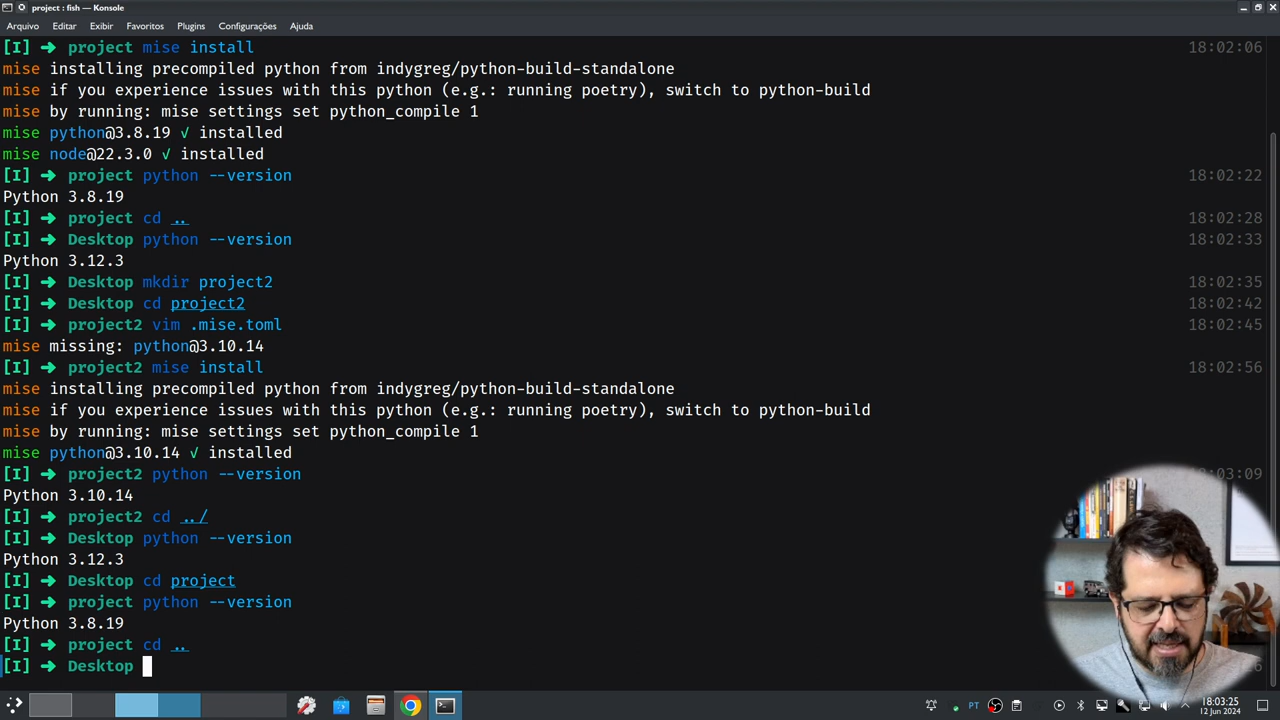 project : fish — Konsole
Arquivo Editar Exibir Favoritos Plugins Configurações Ajuda
[I] ➜ project mise install 18:02:06
mise installing precompiled python from indygreg/python-build-standalone
mise if you experience issues with this python (e.g.: running poetry), switch to python-build
mise by running: mise settings set python_compile 1
mise python@3.8.19 ✓ installed
mise node@22.3.0 ✓ installed
[I] ➜ project python --version 18:02:22
Python 3.8.19
[I] ➜ project cd .. 18:02:28
[I] ➜ Desktop python --version 18:02:33
Python 3.12.3
[I] ➜ Desktop mkdir project2 18:02:35
[I] ➜ Desktop cd project2 18:02:42
[I] ➜ project2 vim .mise.toml 18:02:45
mise missing: python@3.10.14
[I] ➜ project2 mise install 18:02:56
mise installing precompiled python from indygreg/python-build-standalone
mise if you experience issues with this python (e.g.: running poetry), switch to python-build
mise by running: mise settings set python_compile 1
mise python@3.10.14 ✓ installed
[I] ➜ project2 python --version 18:03:09
Python 3.10.14
[I] ➜ project2 cd ../
[I] ➜ Desktop python --version
Python 3.12.3
[I] ➜ Desktop cd project
[I] ➜ project python --version
Python 3.8.19
[I] ➜ project cd ..
[I] ➜ Desktop
PT
18:03:25
12 Jun 2024